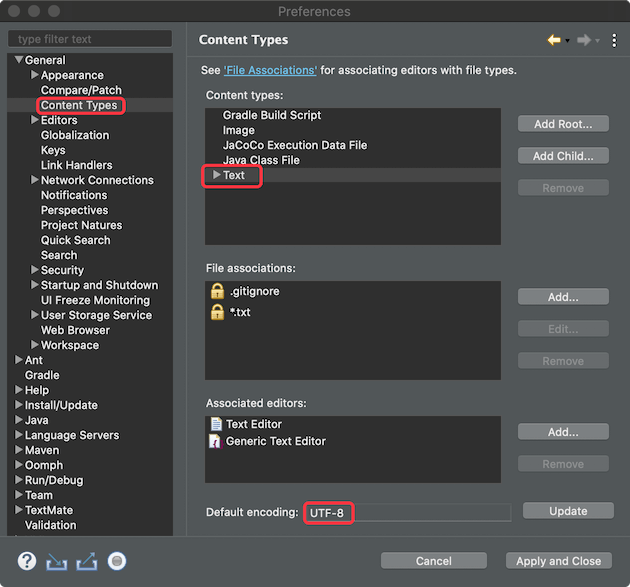 Preferences
type filter text
General
Appearance
Compare/Patch
Content Types
Editors
Globalization
Keys
Link Handlers
Network Connections
Notifications
Perspectives
Project Natures
Quick Search
Search
Security
Startup and Shutdown
UI Freeze Monitoring
User Storage Service
Web Browser
Workspace
Ant
Gradle
Help
Install/Update
Java
Language Servers
Maven
Oomph
Run/Debug
Team
TextMate
Validation
Content Types
See 'File Associations' for associating editors with file types.
Content types:
Gradle Build Script
Image
JaCoCo Execution Data File
Java Class File
Text
Add Root...
Add Child...
Remove
File associations:
.gitignore
*.txt
Add...
Edit...
Remove
Associated editors:
Text Editor
Generic Text Editor
Add...
Remove
Default encoding: UTF-8
Update
?
Cancel
Apply and Close